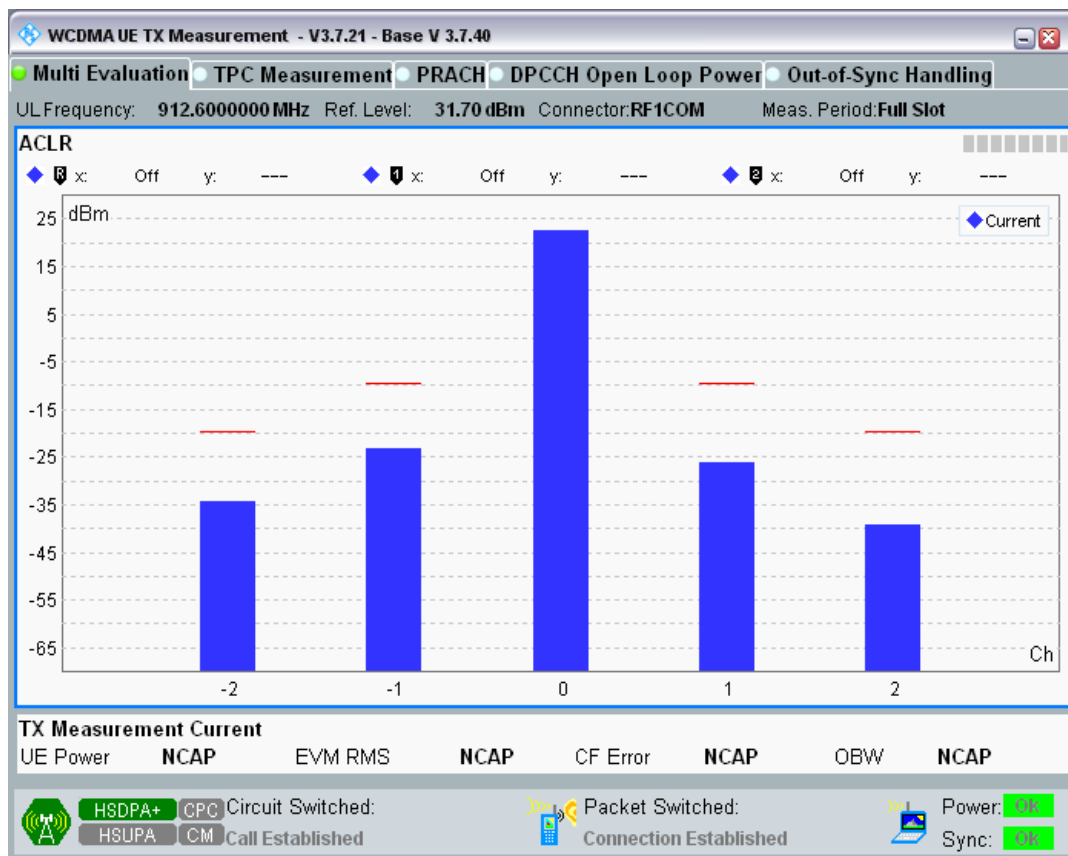 WCDMA UE TX Measurement - V3.7.21 - Base V 3.7.40
Multi Evaluation TPC Measurement PRACH DPCCH Open Loop Power Out-of-Sync Handling
UL Frequency: 912.6000000 MHz Ref. Level: 31.70 dBm Connector:RF1COM Meas. Period:Full Slot
ACLR
R x: Off y: --- 1 x: Off y: --- 2 x: Off y: ---
dBm
Current
25
15
5
-5
-15
-25
-35
-45
-55
-65
Ch
-2 -1 0 1 2
TX Measurement Current
UE Power NCAP EVM RMS NCAP CF Error NCAP OBW NCAP
HSDPA+ CPC Circuit Switched: Packet Switched: Power: OK
HSUPA CM Call Established Connection Established Sync: OK